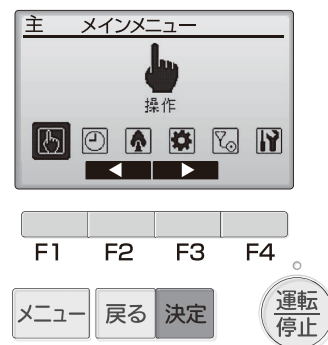 主 メインメニュー
操作
F1 F2 F3 F4
メニュー 戻る 決定
運転
停止